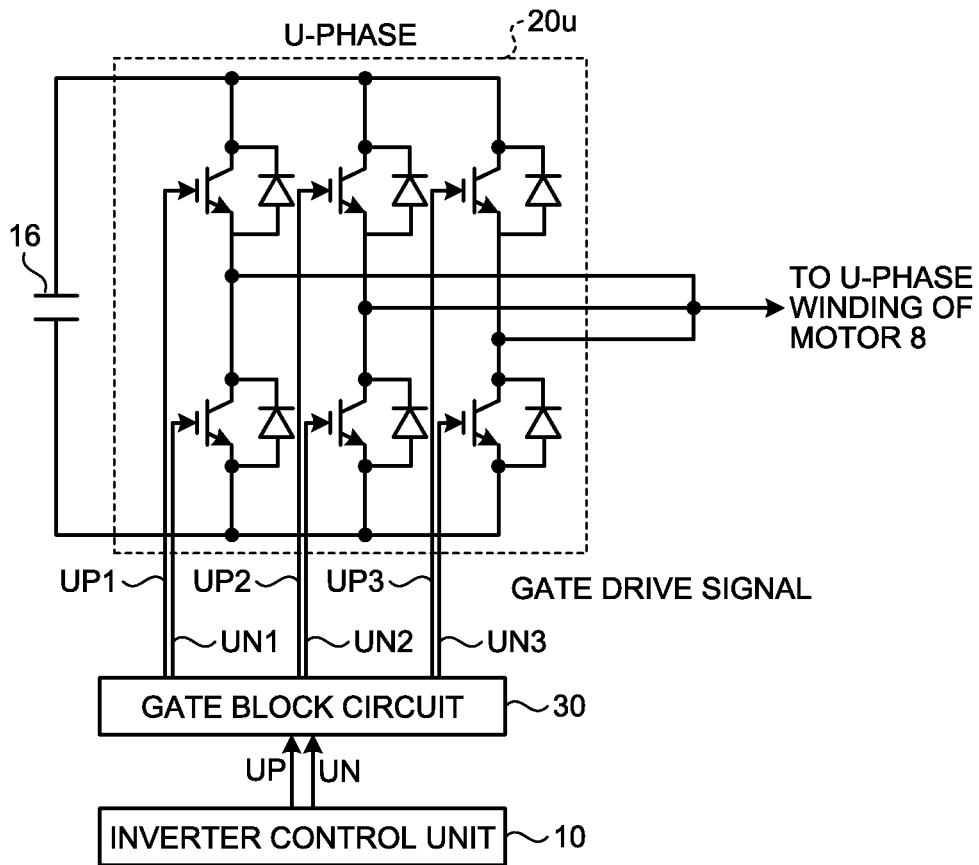 20u
U-PHASE
16
TO U-PHASE
WINDING OF
MOTOR 8
UP1
UP2
UP3
GATE DRIVE SIGNAL
UN1
UN2
UN3
GATE BLOCK CIRCUIT
30
UP
UN
INVERTER CONTROL UNIT
10